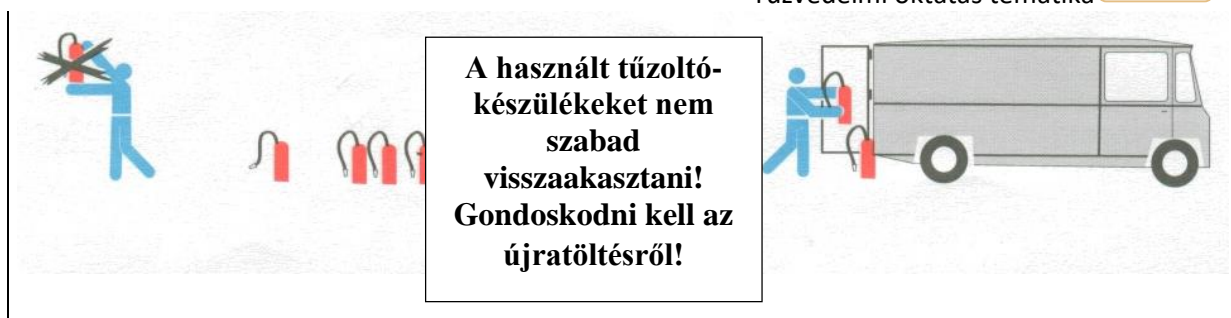 Tűzvédelmi oktatás tematika
A használt tűzoltó-
készülékeket nem
szabad
visszaakasztani!
Gondoskodni kell az
újratöltésről!